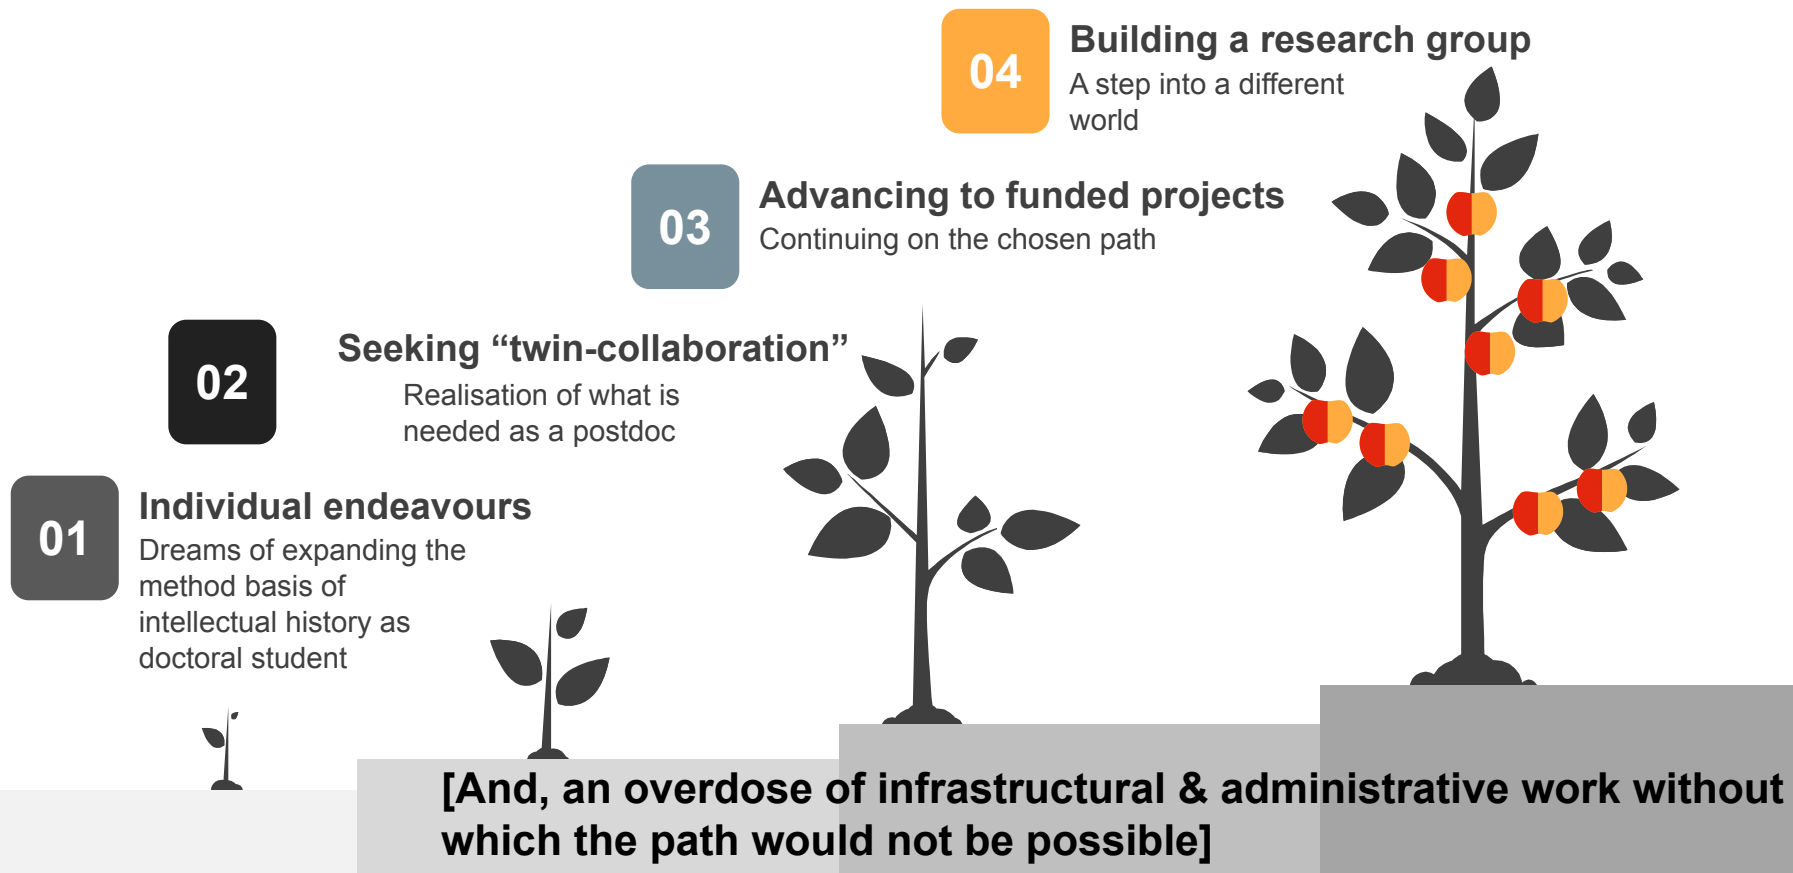 04
Building a research group
A step into a different
world
03
Advancing to funded projects
Continuing on the chosen path
02
Seeking “twin-collaboration”
Realisation of what is
needed as a postdoc
01
Individual endeavours
Dreams of expanding the
method basis of
intellectual history as
doctoral student
[And, an overdose of infrastructural & administrative work without
which the path would not be possible]